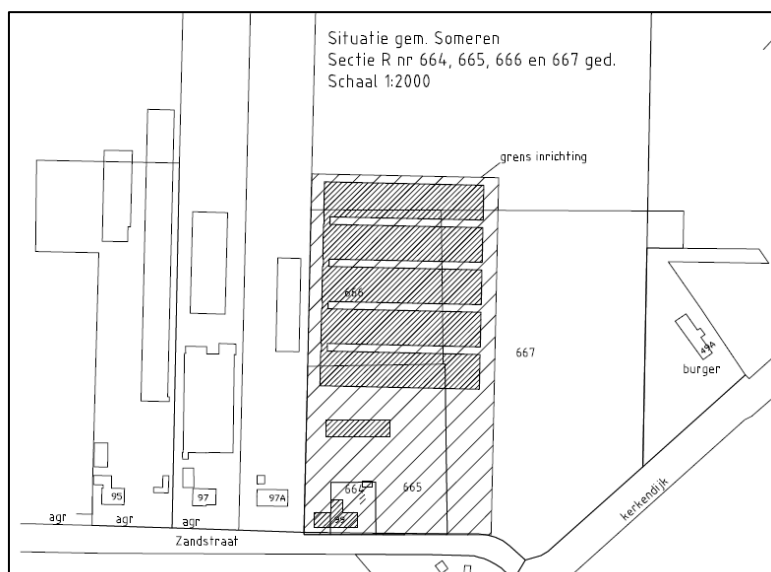 Situatie gem. Someren
Sectie R nr 664, 665, 666 en 667 ged.
Schaal 1:2000
grens inrichting
666
667
49A
burger
664
665
95
97
97A
99
agr
agr
agr
Zandstraat
kerkendijk